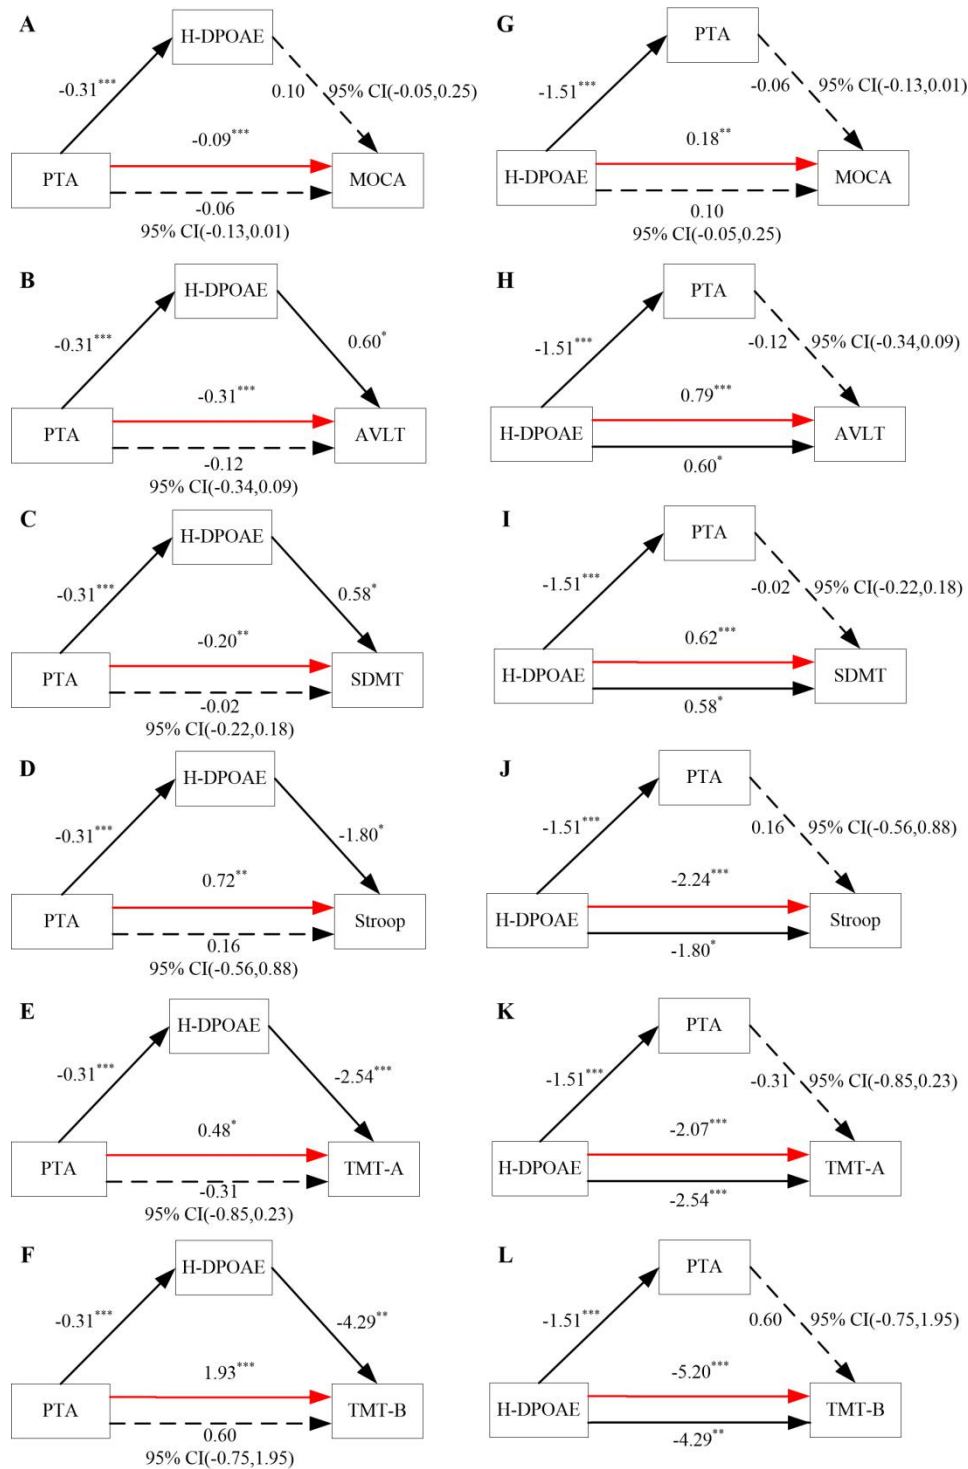 A
H-DPOAE
-0.31***
0.10
95% CI(-0.05,0.25)
-0.09***
PTA
MOCA
-0.06
95% CI(-0.13,0.01)
B
H-DPOAE
-0.31***
0.60*
-0.31***
PTA
AVLT
-0.12
95% CI(-0.34,0.09)
C
H-DPOAE
-0.31***
0.58*
-0.20**
PTA
SDMT
-0.02
95% CI(-0.22,0.18)
D
H-DPOAE
-0.31***
-1.80*
0.72**
PTA
Stroop
0.16
95% CI(-0.56,0.88)
E
H-DPOAE
-0.31***
-2.54***
0.48*
PTA
TMT-A
-0.31
95% CI(-0.85,0.23)
F
H-DPOAE
-0.31***
-4.29**
1.93***
PTA
TMT-B
0.60
95% CI(-0.75,1.95)
G
PTA
-1.51***
-0.06
95% CI(-0.13,0.01)
0.18**
H-DPOAE
MOCA
0.10
95% CI(-0.05,0.25)
H
PTA
-1.51***
-0.12
95% CI(-0.34,0.09)
0.79***
H-DPOAE
AVLT
0.60*
I
PTA
-1.51***
-0.02
95% CI(-0.22,0.18)
0.62***
H-DPOAE
SDMT
0.58*
J
PTA
-1.51***
0.16
95% CI(-0.56,0.88)
-2.24***
H-DPOAE
Stroop
-1.80*
K
PTA
-1.51***
-0.31
95% CI(-0.85,0.23)
-2.07***
H-DPOAE
TMT-A
-2.54***
L
PTA
-1.51***
0.60
95% CI(-0.75,1.95)
-5.20***
H-DPOAE
TMT-B
-4.29**